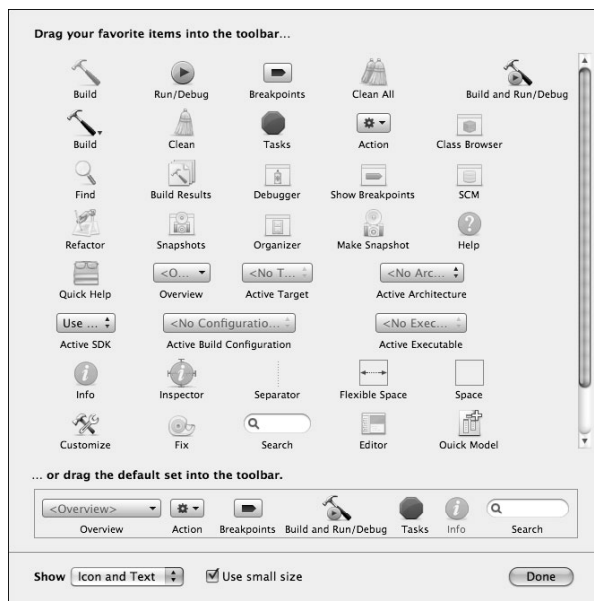 Drag your favorite items into the toolbar...
Build Run/Debug Breakpoints Clean All Build and Run/Debug
Build Clean Tasks Action Class Browser
Find Build Results Debugger Show Breakpoints SCM
Refactor Snapshots Organizer Make Snapshot Help
<O... <No T... <No Arc...
Quick Help Overview Active Target Active Architecture
Use ... <No Configuratio... <No Exec...
Active SDK Active Build Configuration Active Executable
Info Inspector Separator Flexible Space Space
Customize Fix Search Editor Quick Model
... or drag the default set into the toolbar.
<Overview>
Overview Action Breakpoints Build and Run/Debug Tasks Info Search
Show Icon and Text Use small size Done